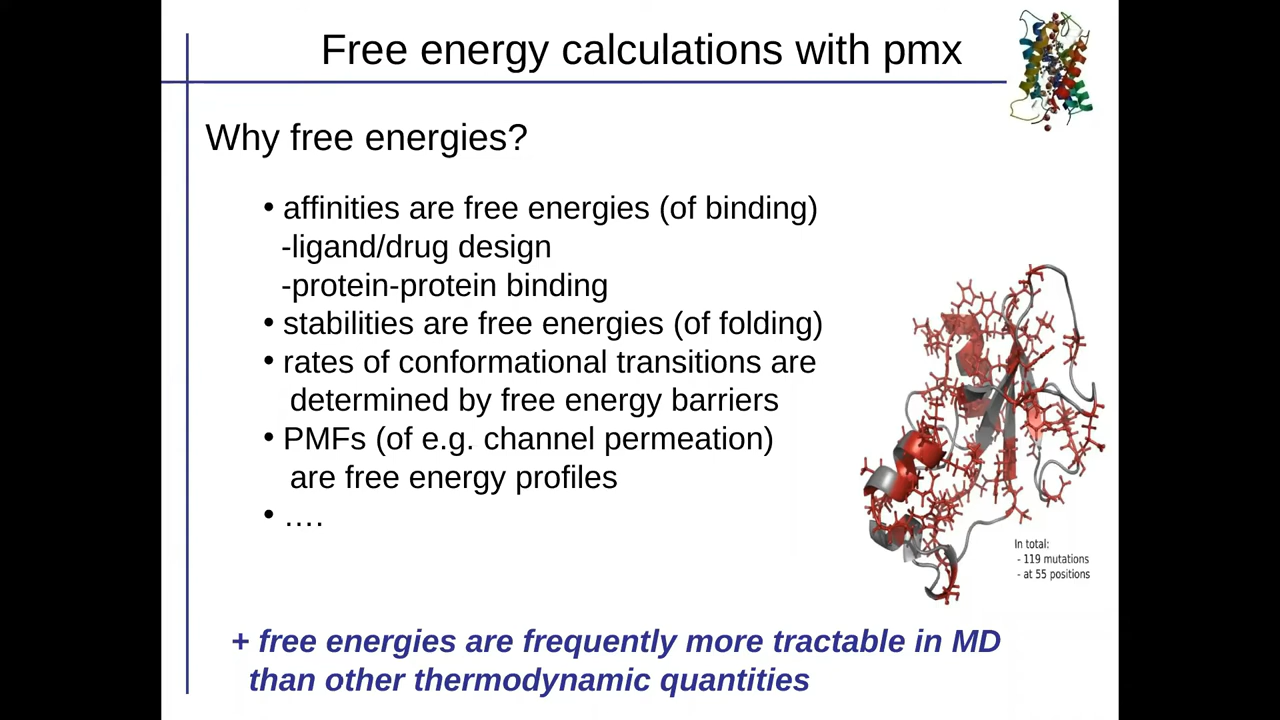 Free energy calculations with pmx
Why free energies?
• affinities are free energies (of binding)
-ligand/drug design
-protein-protein binding
• stabilities are free energies (of folding)
• rates of conformational transitions are
determined by free energy barriers
• PMFs (of e.g. channel permeation)
are free energy profiles
• ....
In total:
- 119 mutations
- at 55 positions
+ free energies are frequently more tractable in MD
than other thermodynamic quantities